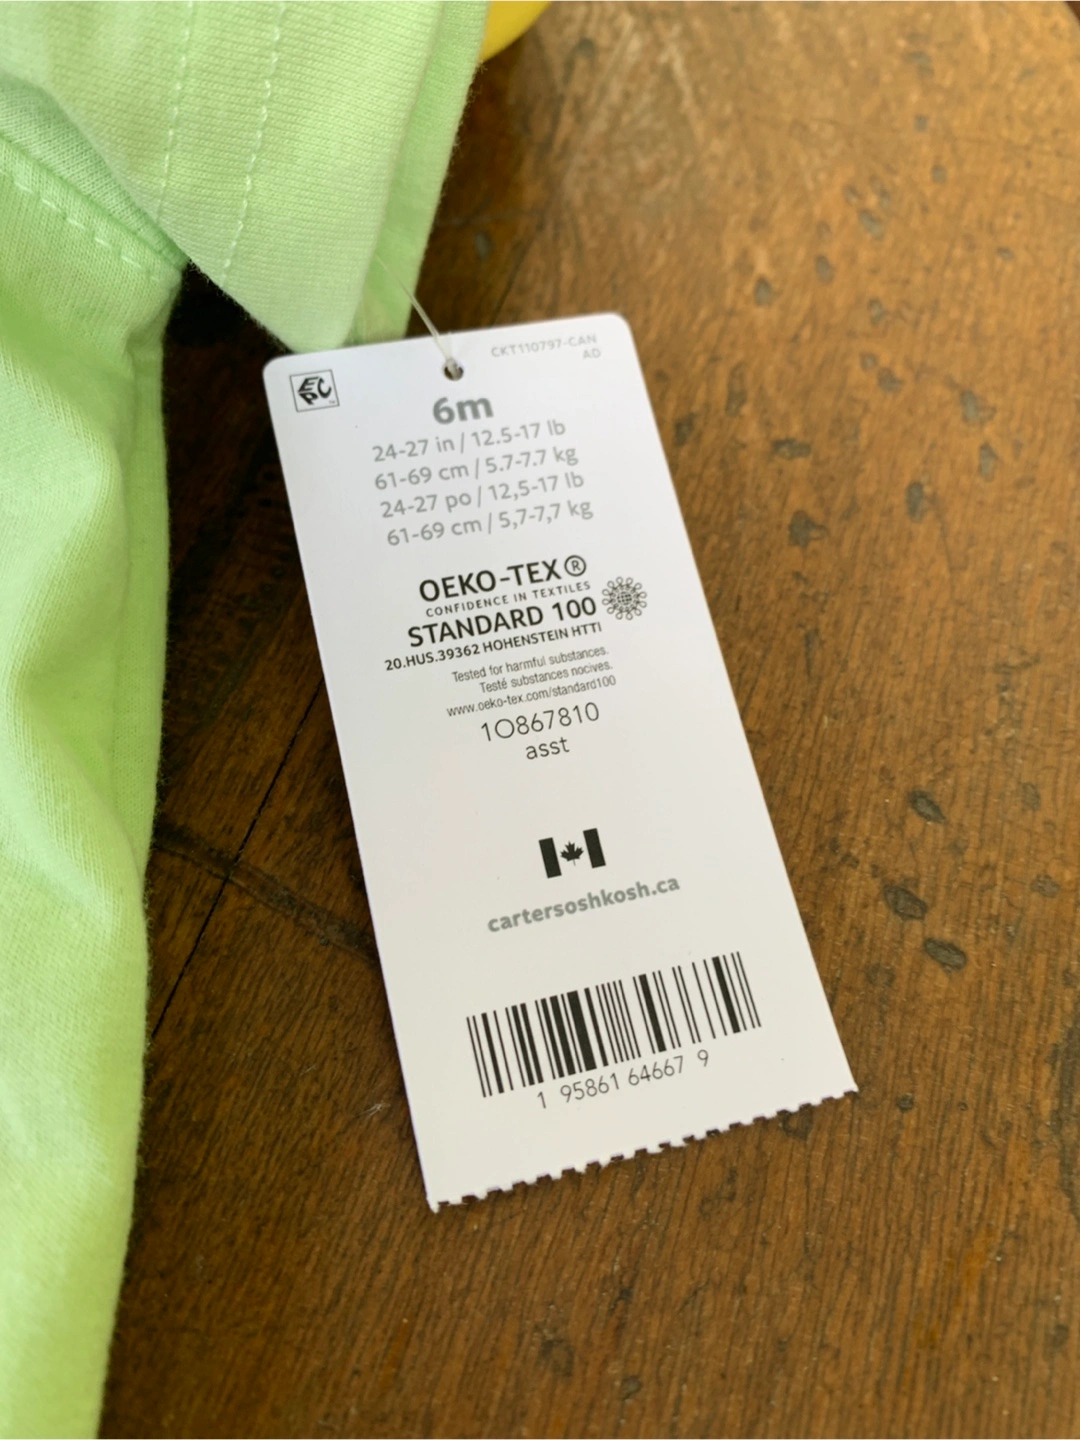 CKT110797-CAN
AD
EPC
6m
24-27 in / 12.5-17 lb
61-69 cm / 5.7-7.7 kg
24-27 po / 12,5-17 lb
61-69 cm / 5,7-7,7 kg
OEKO-TEX®
CONFIDENCE IN TEXTILES
STANDARD 100
20.HUS.39362 HOHENSTEIN HTTI
Tested for harmful substances.
Testé substances nocives.
www.oeko-tex.com/standard100
1O867810
asst
cartersoshkosh.ca
1 95861 64667 9